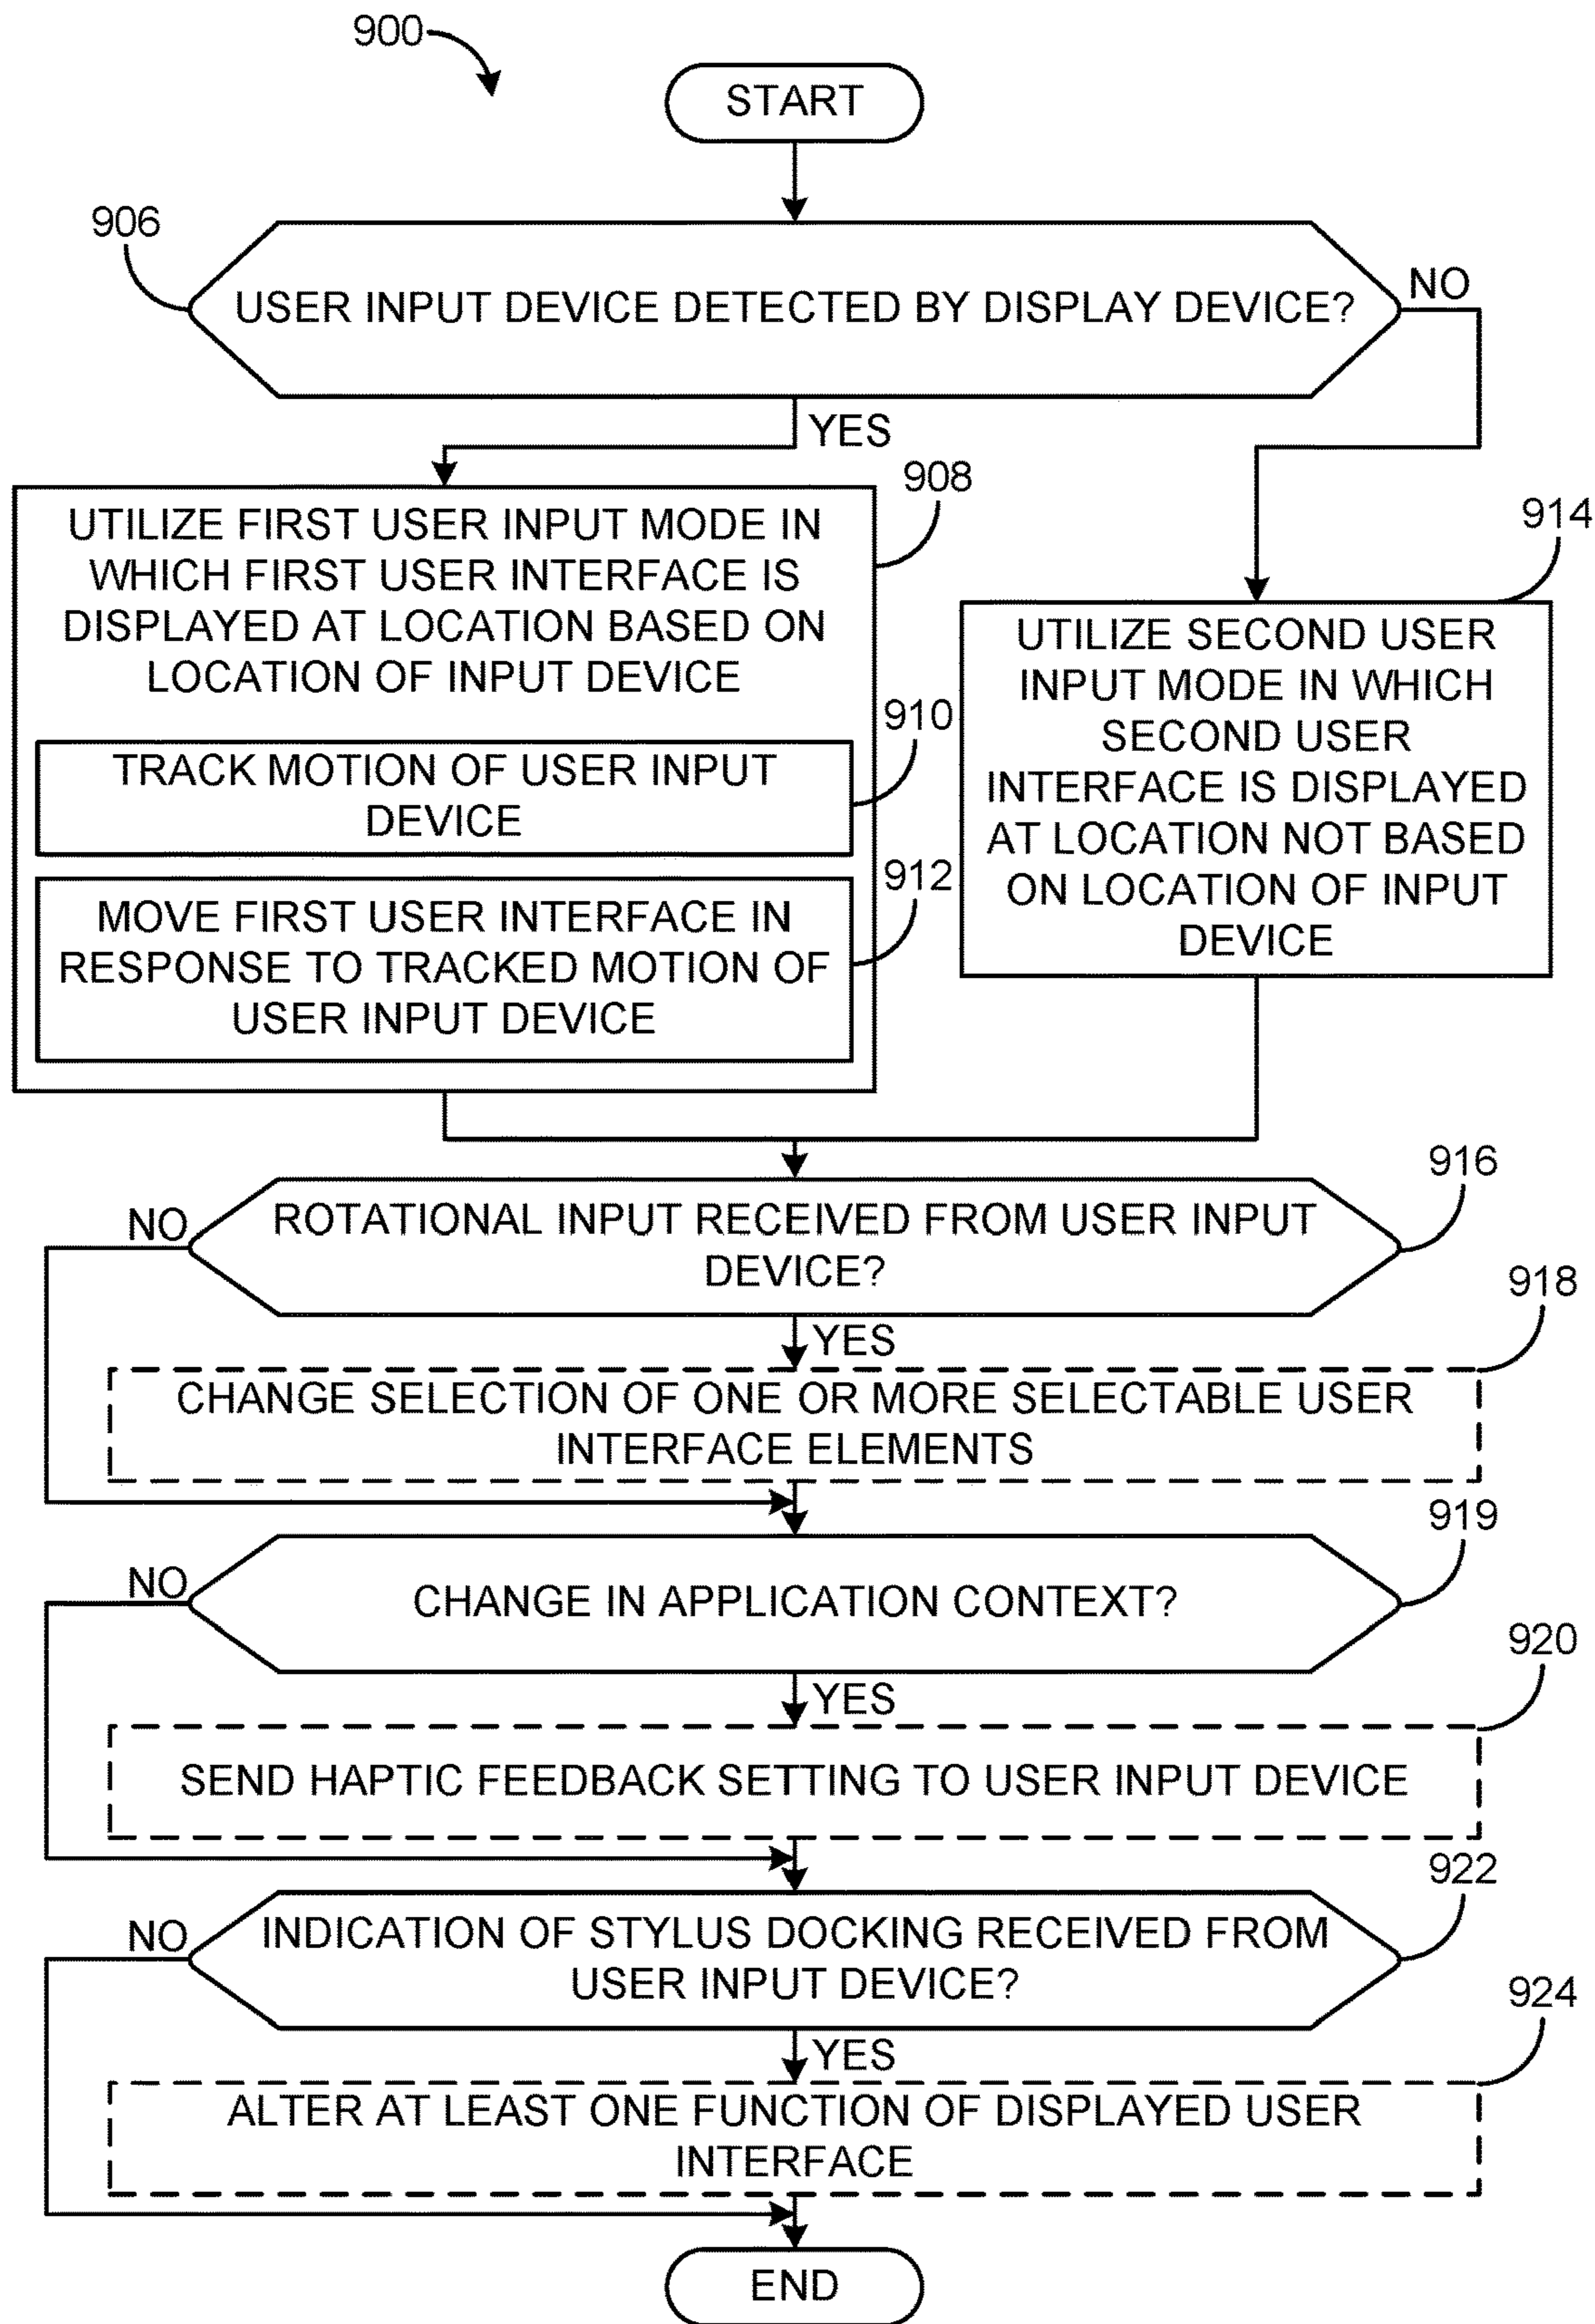 900
START
906
USER INPUT DEVICE DETECTED BY DISPLAY DEVICE?
NO
YES
908
UTILIZE FIRST USER INPUT MODE IN
WHICH FIRST USER INTERFACE IS
DISPLAYED AT LOCATION BASED ON
LOCATION OF INPUT DEVICE
910
TRACK MOTION OF USER INPUT
DEVICE
912
MOVE FIRST USER INTERFACE IN
RESPONSE TO TRACKED MOTION OF
USER INPUT DEVICE
914
UTILIZE SECOND USER
INPUT MODE IN WHICH
SECOND USER
INTERFACE IS DISPLAYED
AT LOCATION NOT BASED
ON LOCATION OF INPUT
DEVICE
916
NO
ROTATIONAL INPUT RECEIVED FROM USER INPUT
DEVICE?
YES
918
CHANGE SELECTION OF ONE OR MORE SELECTABLE USER
INTERFACE ELEMENTS
919
NO
CHANGE IN APPLICATION CONTEXT?
YES
920
SEND HAPTIC FEEDBACK SETTING TO USER INPUT DEVICE
922
NO
INDICATION OF STYLUS DOCKING RECEIVED FROM
USER INPUT DEVICE?
YES
924
ALTER AT LEAST ONE FUNCTION OF DISPLAYED USER
INTERFACE
END